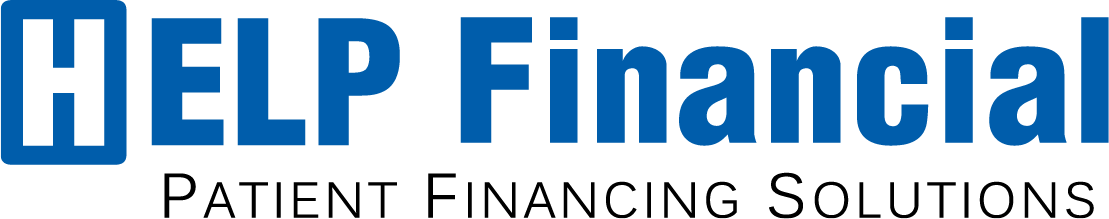 HELP Financial
PATIENT FINANCING SOLUTIONS